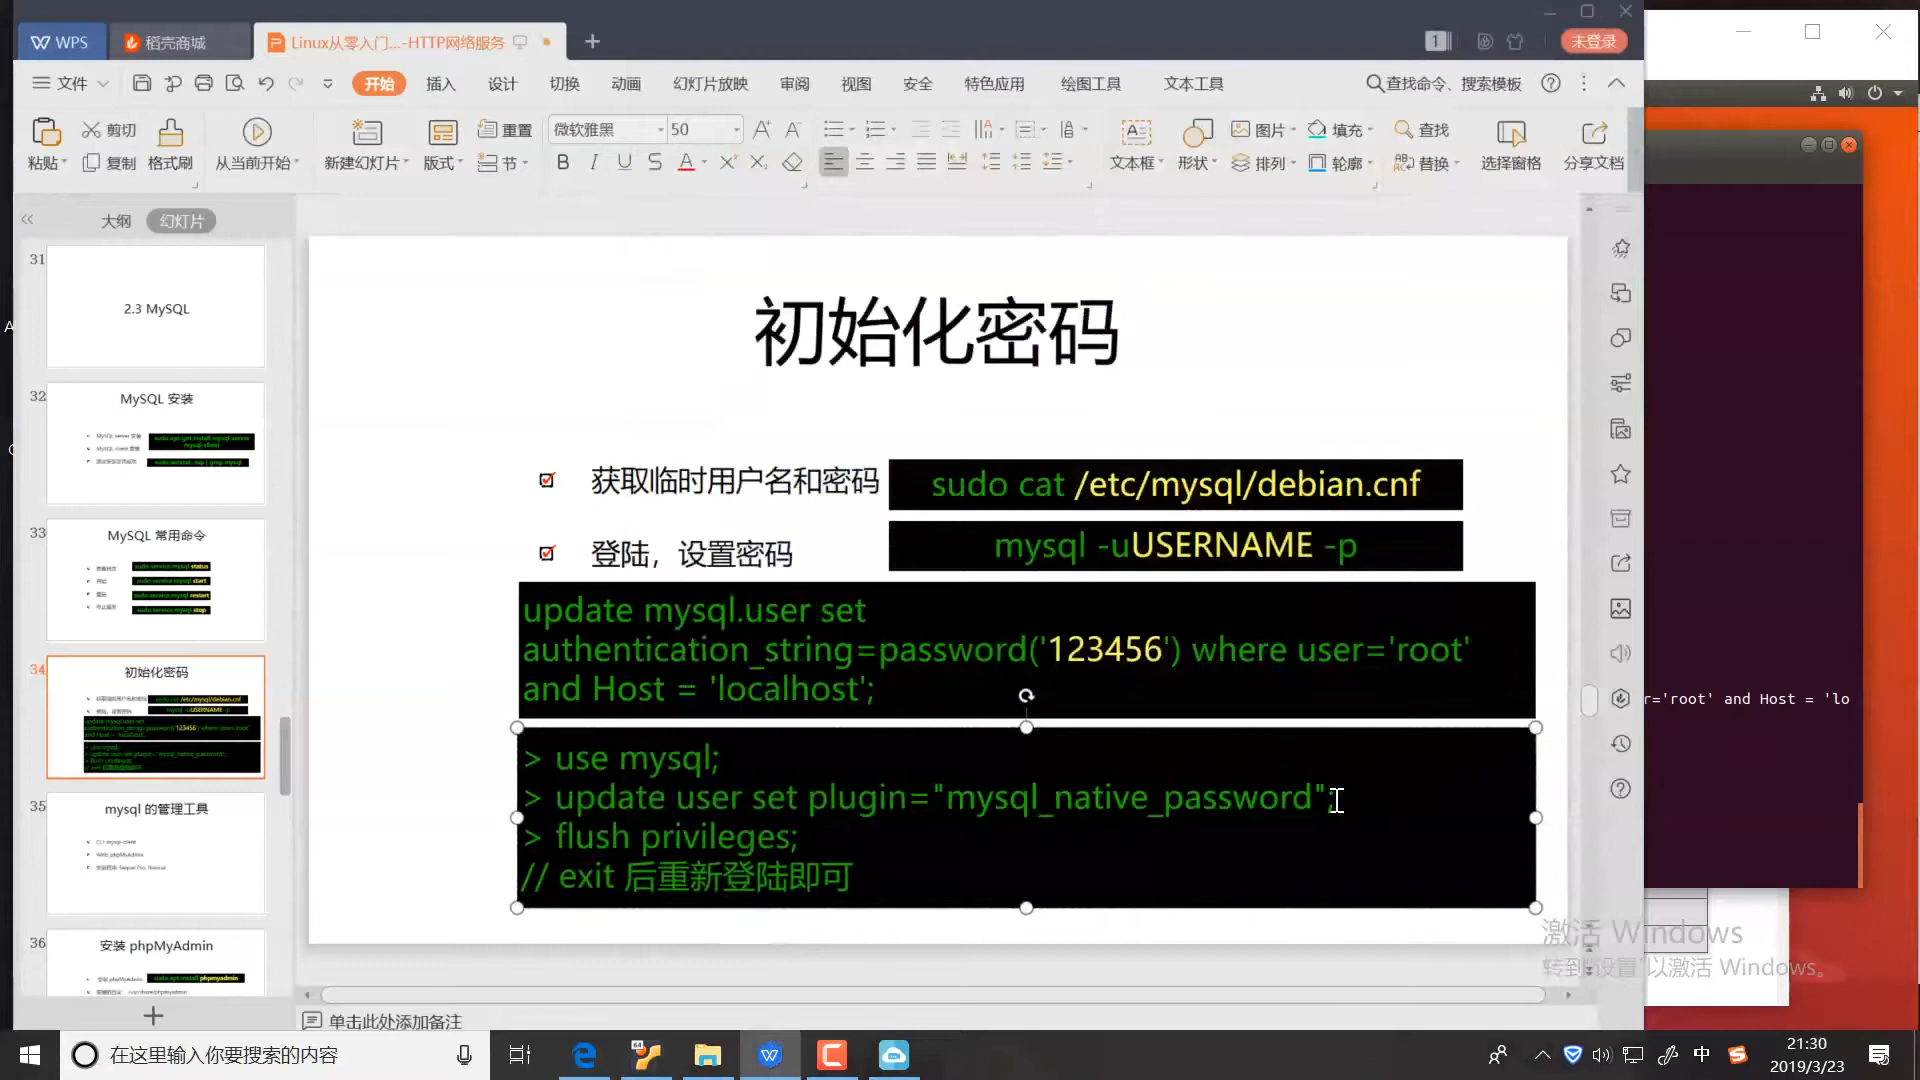 WPS
稻壳商城
Linux从零入门...-HTTP网络服务
1
未登录
文件
开始
插入
设计
切换
动画
幻灯片放映
审阅
视图
安全
特色应用
绘图工具
文本工具
查找命令、搜索模板
粘贴
剪切
复制
格式刷
从当前开始
新建幻灯片
版式
重置
节
微软雅黑
50
文本框
形状
图片
排列
填充
轮廓
查找
替换
选择窗格
分享文档
大纲
幻灯片
31
2.3 MySQL
32
MySQL 安装
33
MySQL 常用命令
34
初始化密码
35
mysql 的管理工具
36
安装 phpMyAdmin
初始化密码
获取临时用户名和密码
sudo cat /etc/mysql/debian.cnf
登陆，设置密码
mysql -uUSERNAME -p
update mysql.user set
authentication_string=password('123456') where user='root'
and Host = 'localhost';
> use mysql;
> update user set plugin="mysql_native_password";
> flush privileges;
// exit 后重新登陆即可
r='root' and Host = 'lo
激活 Windows
转到"设置"以激活 Windows。
单击此处添加备注
在这里输入你要搜索的内容
中
21:30
2019/3/23